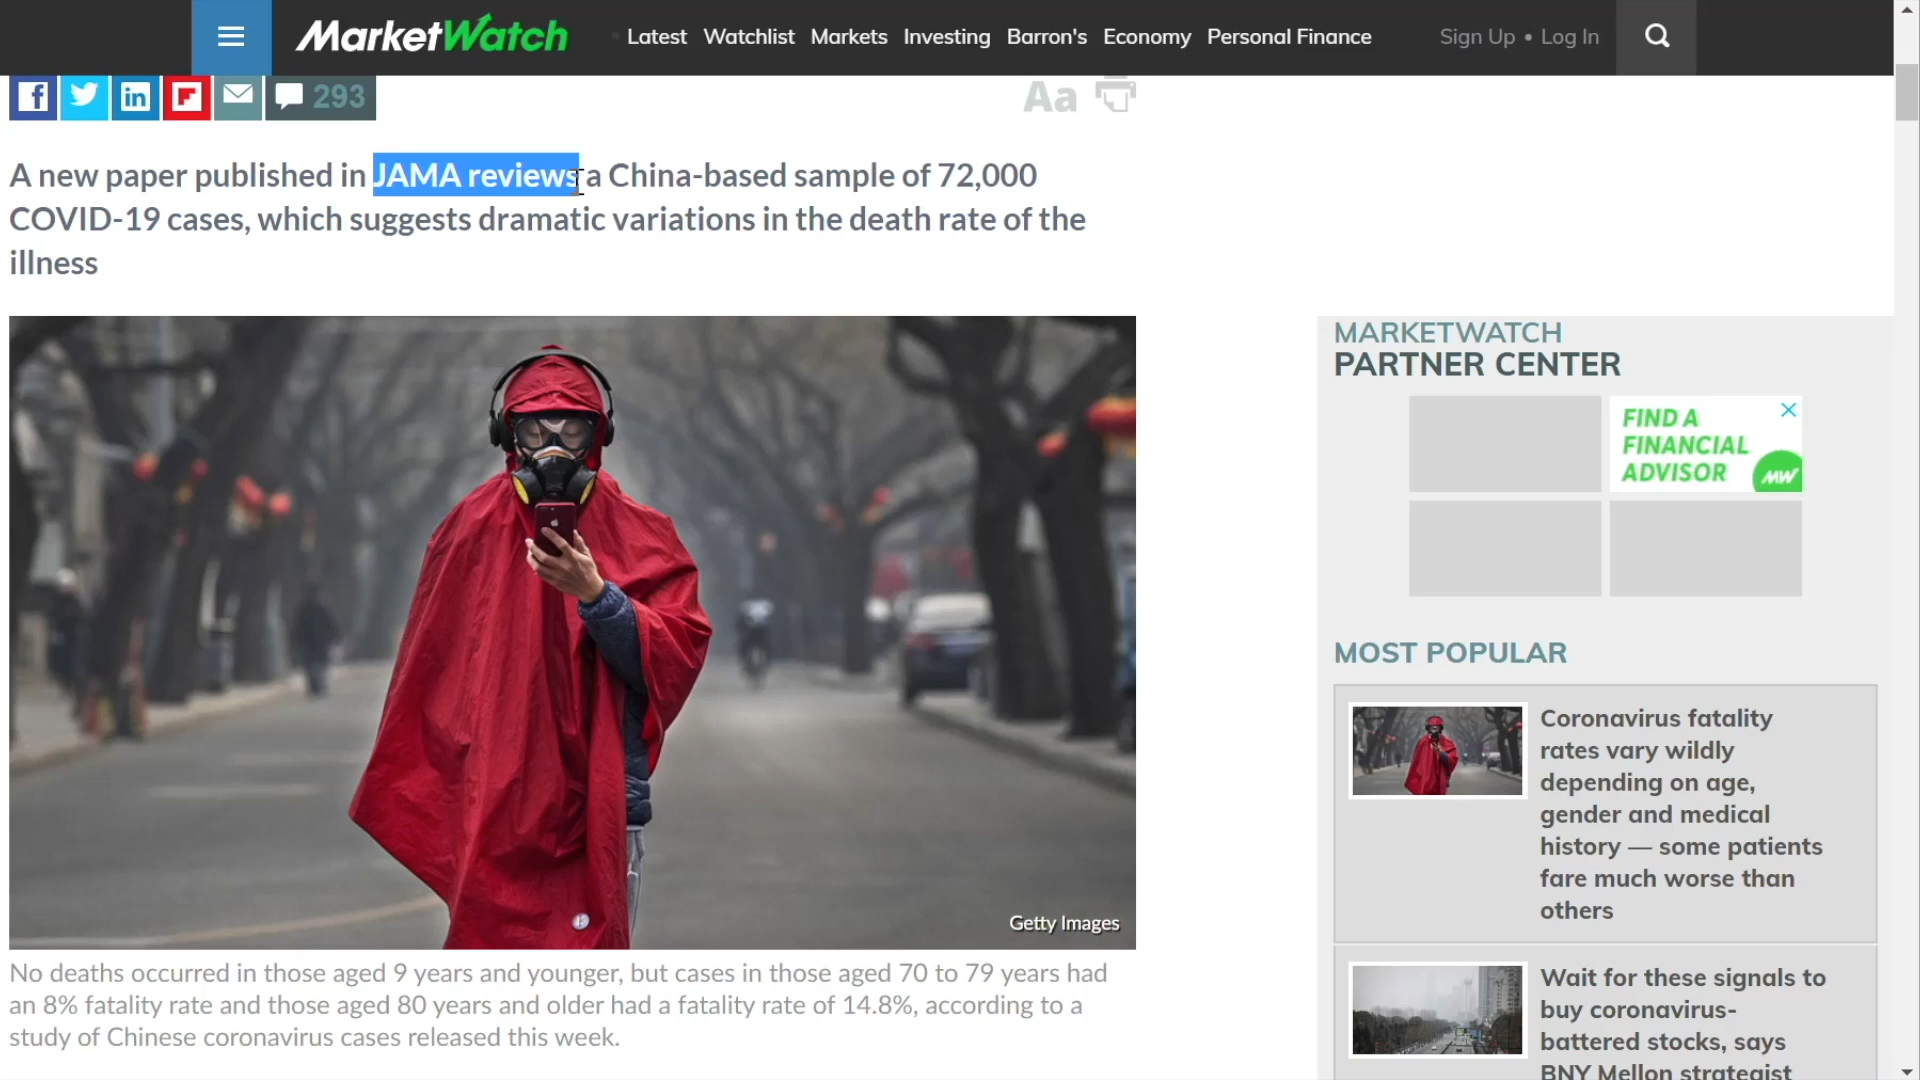 MarketWatch
Latest Watchlist Markets Investing Barron's Economy Personal Finance
Sign Up • Log In
293
Aa
A new paper published in JAMA reviews a China-based sample of 72,000
COVID-19 cases, which suggests dramatic variations in the death rate of the
illness
Getty Images
No deaths occurred in those aged 9 years and younger, but cases in those aged 70 to 79 years had
an 8% fatality rate and those aged 80 years and older had a fatality rate of 14.8%, according to a
study of Chinese coronavirus cases released this week.
MARKETWATCH
PARTNER CENTER
FIND A
FINANCIAL
ADVISOR
MW
MOST POPULAR
Coronavirus fatality
rates vary wildly
depending on age,
gender and medical
history — some patients
fare much worse than
others
Wait for these signals to
buy coronavirus-
battered stocks, says
BNY Mellon strategist